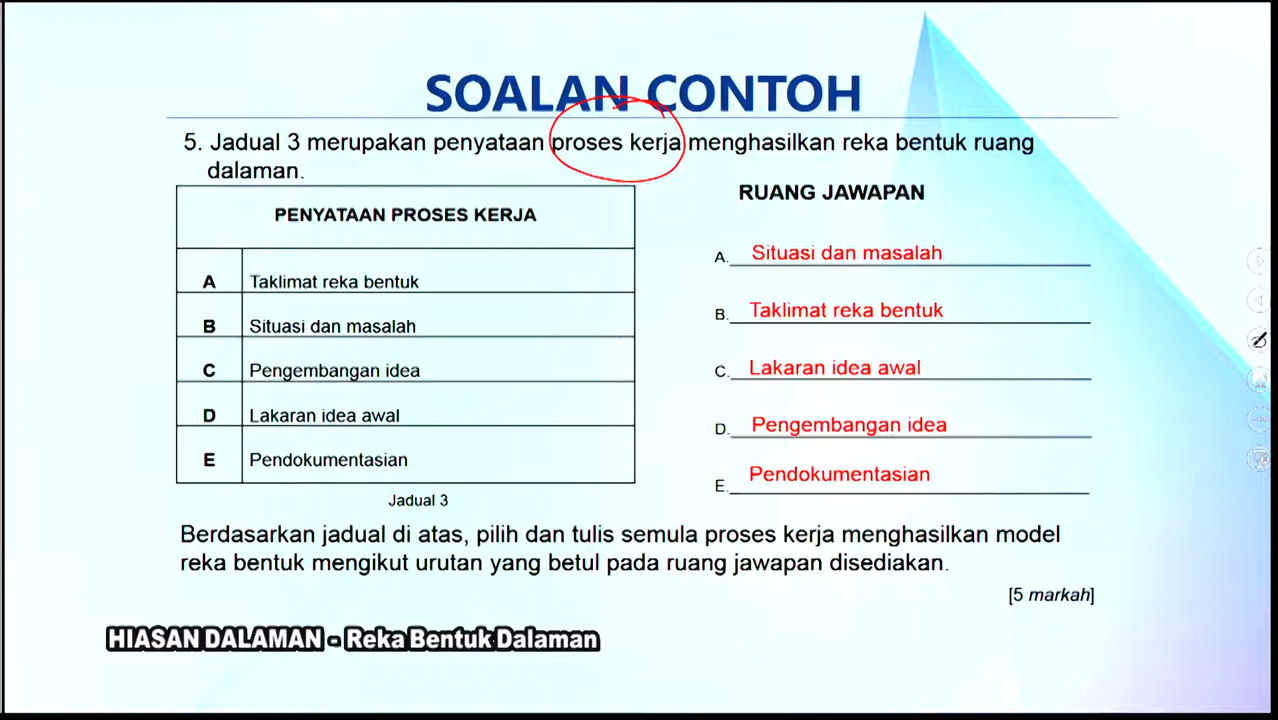 SOALAN CONTOH
5. Jadual 3 merupakan penyataan proses kerja menghasilkan reka bentuk ruang
dalaman.
PENYATAAN PROSES KERJA
A Taklimat reka bentuk
B Situasi dan masalah
C Pengembangan idea
D Lakaran idea awal
E Pendokumentasian
Jadual 3
RUANG JAWAPAN
A. Situasi dan masalah
B. Taklimat reka bentuk
C. Lakaran idea awal
D. Pengembangan idea
E. Pendokumentasian
Berdasarkan jadual di atas, pilih dan tulis semula proses kerja menghasilkan model
reka bentuk mengikut urutan yang betul pada ruang jawapan disediakan.
[5 markah]
HIASAN DALAMAN - Reka Bentuk Dalaman